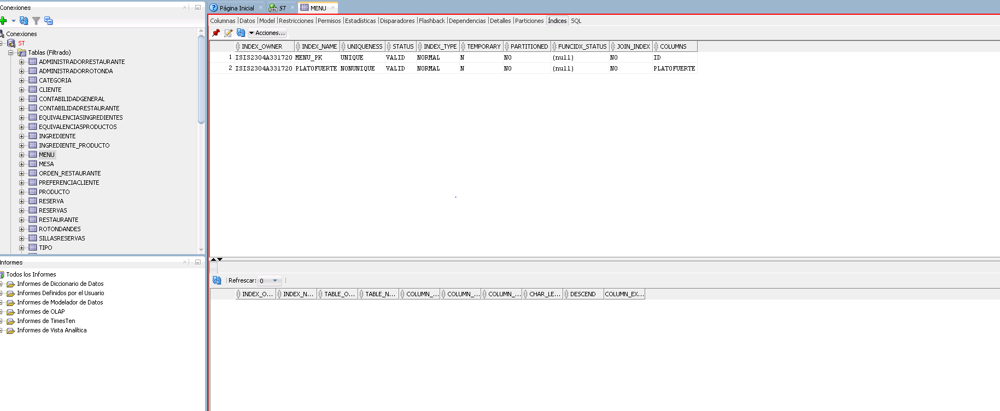 Conexiones
Conexiones
ST
Tablas (Filtrado)
ADMINISTRADORRESTAURANTE
ADMINISTRADORROTONDA
CATEGORIA
CLIENTE
CONTABILIDADGENERAL
CONTABILIDADRESTAURANTE
EQUIVALENCIASINGREDIENTES
EQUIVALENCIASPRODUCTOS
INGREDIENTE
INGREDIENTE_PRODUCTO
MENU
MESA
ORDEN_RESTAURANTE
PREFERENCIACLIENTE
PRODUCTO
RESERVA
RESERVAS
RESTAURANTE
ROTONDANDES
SILLASRESERVAS
TIPO
Informes
Todos los Informes
Informes de Diccionario de Datos
Informes Definidos por el Usuario
Informes de Modelador de Datos
Informes de OLAP
Informes de TimesTen
Informes de Vista Analítica
Página Inicial ST MENU
Columnas Datos Model Restricciones Permisos Estadísticas Disparadores Flashback Dependencias Detalles Particiones Índices SQL
Acciones...
INDEX_OWNER INDEX_NAME UNIQUENESS STATUS INDEX_TYPE TEMPORARY PARTITIONED FUNCIDX_STATUS JOIN_INDEX COLUMNS
1 ISIS2304A331720 MENU_PK UNIQUE VALID NORMAL N NO (null) NO ID
2 ISIS2304A331720 PLATOFUERTE NONUNIQUE VALID NORMAL N NO (null) NO PLATOFUERTE
Refrescar: 0
INDEX_O... INDEX_N... TABLE_O... TABLE_N... COLUMN_... COLUMN_... COLUMN_... CHAR_LE... DESCEND COLUMN_EX...